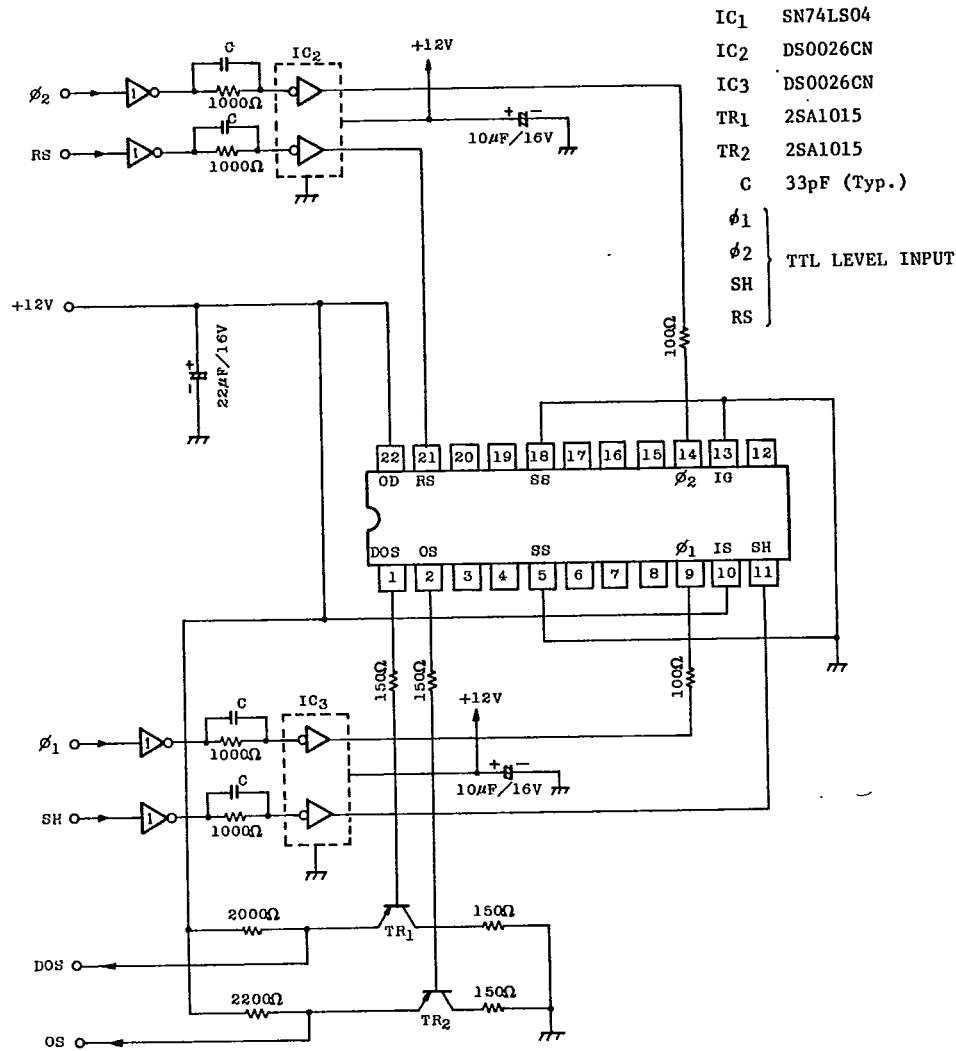 IC1 SN74LS04
IC2 DS0026CN
IC3 DS0026CN
TR1 2SA1015
TR2 2SA1015
C 33pF (Typ.)
ϕ1
ϕ2
SH
RS
TTL LEVEL INPUT
C
IC2
+12V
ϕ2
1
1000Ω
C
10μF/16V
RS
1
1000Ω
+12V
+
-
22μF/16V
100Ω
22 21 20 19 18 17 16 15 14 13 12
OD RS SS ϕ2 IG
DOS OS SS ϕ1 IS SH
1 2 3 4 5 6 7 8 9 10 11
150Ω
150Ω
100Ω
IC3
+12V
C
ϕ1
1
1000Ω
+ -
10μF/16V
C
SH
1
1000Ω
2000Ω
TR1
150Ω
DOS
2200Ω
TR2
150Ω
OS
+ -